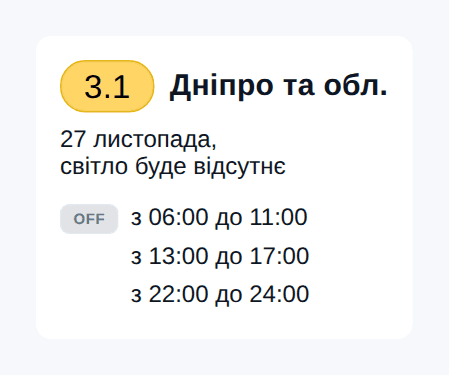 3.1 Дніпро та обл.
27 листопада,
світло буде відсутнє
OFF з 06:00 до 11:00
з 13:00 до 17:00
з 22:00 до 24:00